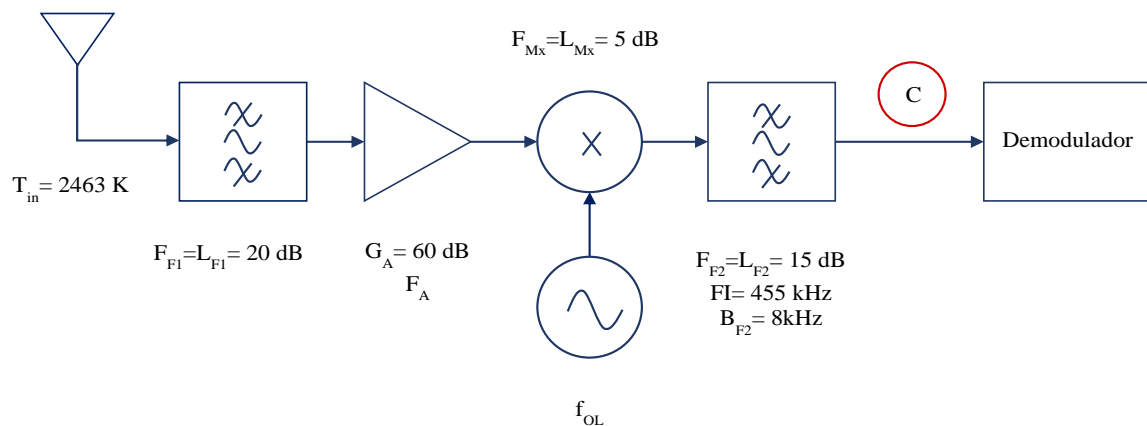 F_Mx=L_Mx= 5 dB
C
X
Demodulador
T_in= 2463 K
F_F1=L_F1= 20 dB
G_A= 60 dB
F_A
F_F2=L_F2= 15 dB
FI= 455 kHz
B_F2= 8kHz
f_OL